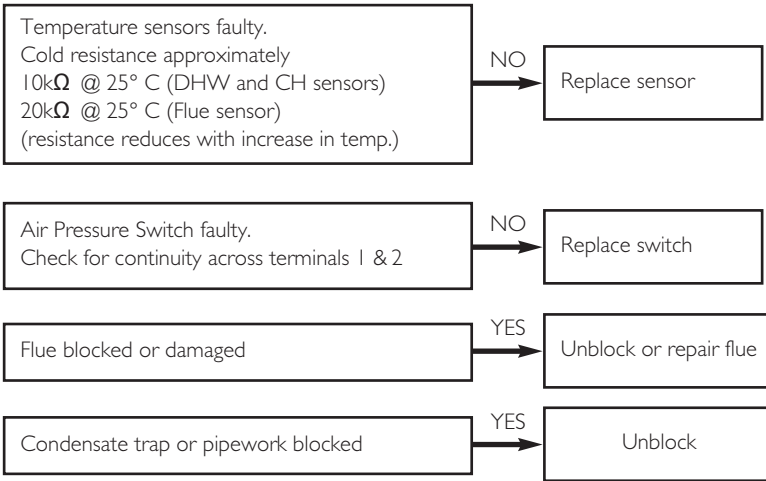 Temperature sensors faulty.
Cold resistance approximately
10kΩ @ 25° C (DHW and CH sensors)
20kΩ @ 25° C (Flue sensor)
(resistance reduces with increase in temp.)
NO
Replace sensor
Air Pressure Switch faulty.
Check for continuity across terminals 1 & 2
NO
Replace switch
Flue blocked or damaged
YES
Unblock or repair flue
Condensate trap or pipework blocked
YES
Unblock